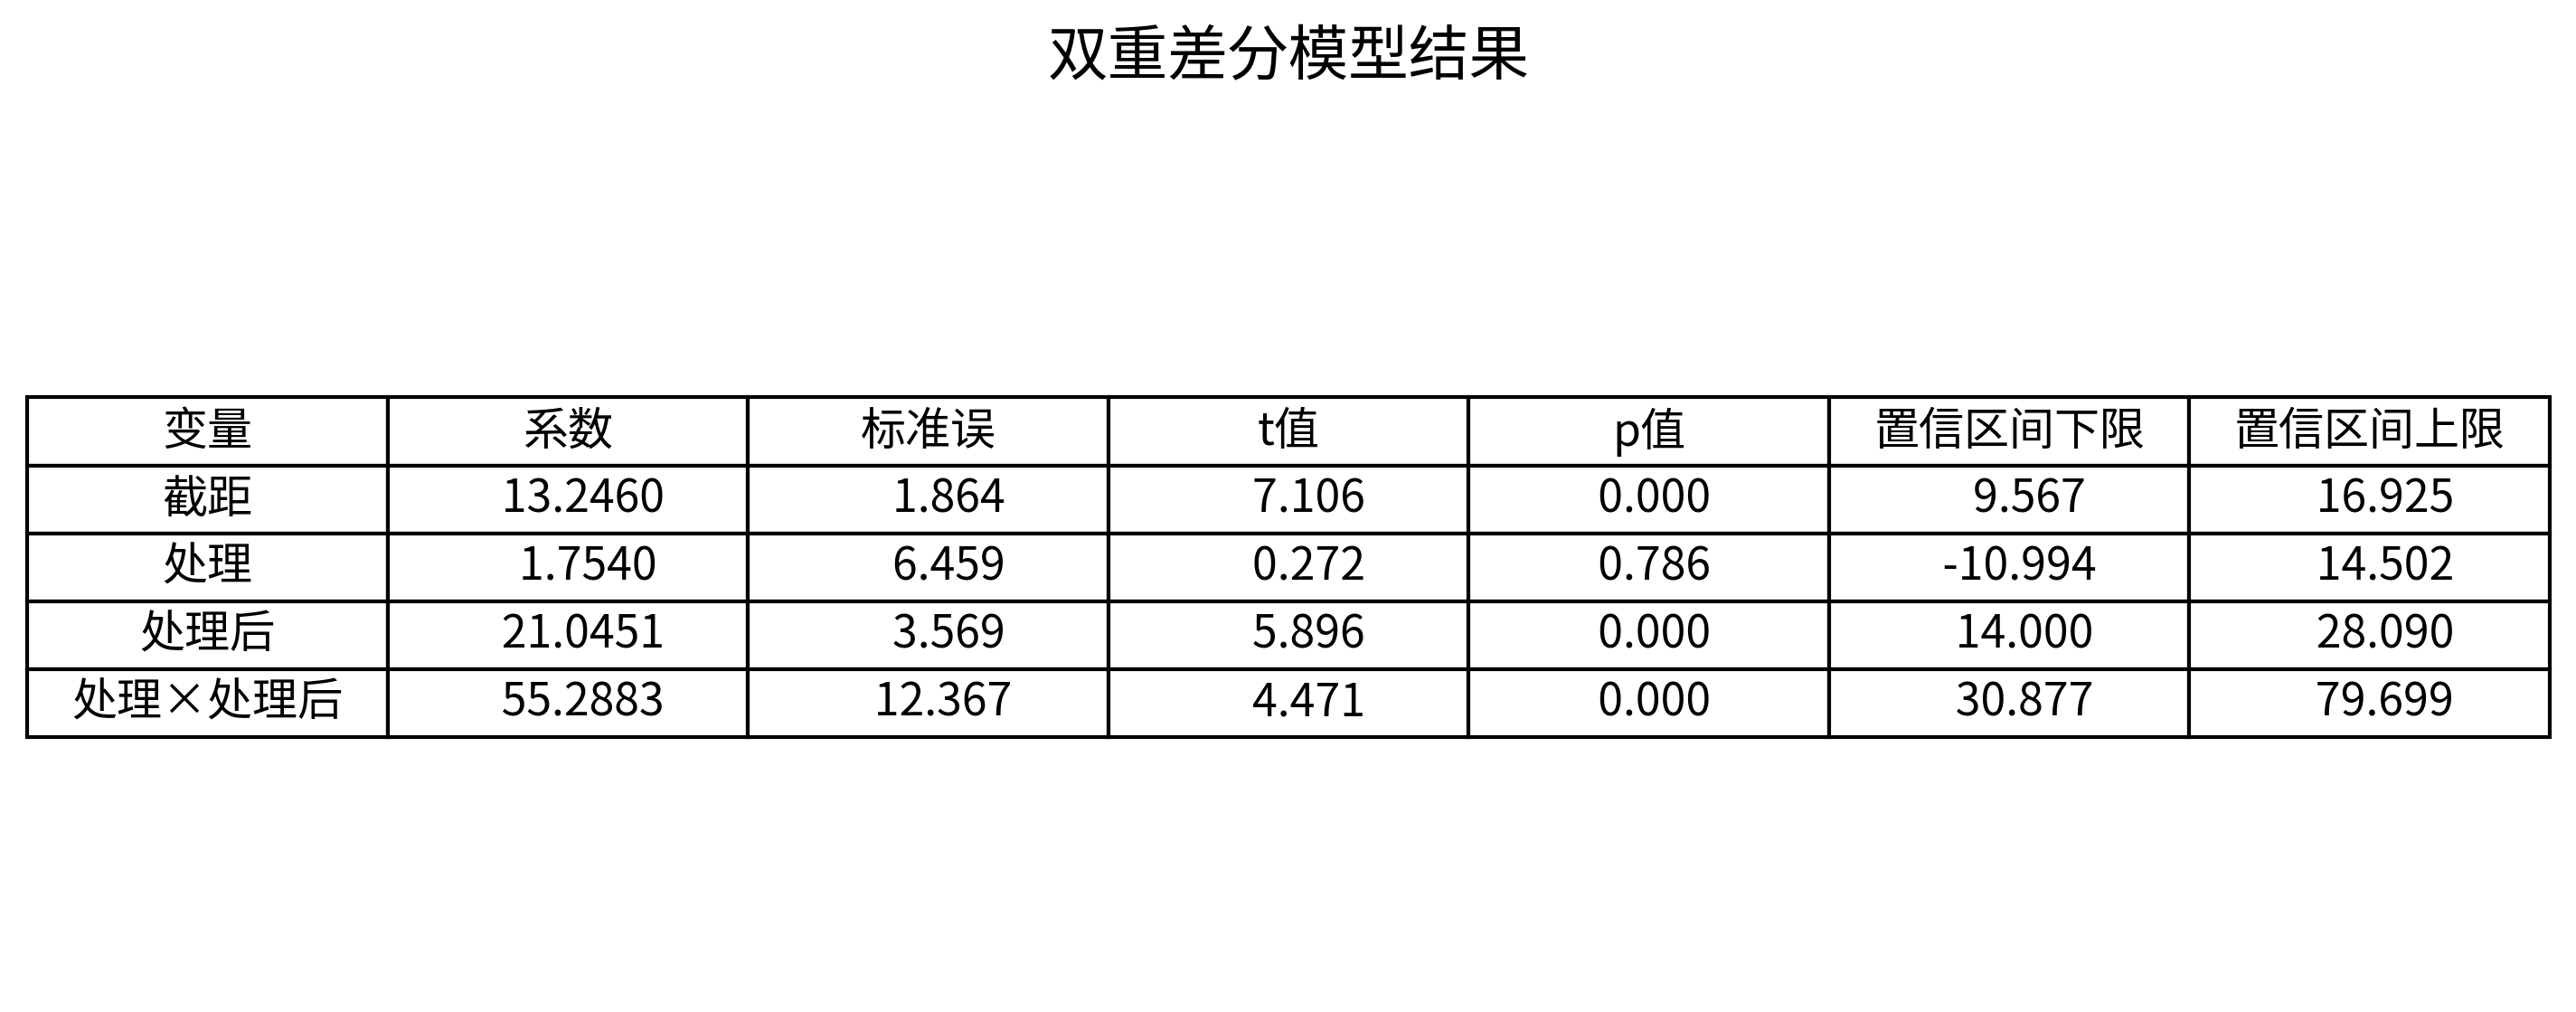 双重差分模型结果
变量 系数 标准误 t值 p值 置信区间下限 置信区间上限
截距 13.2460 1.864 7.106 0.000 9.567 16.925
处理 1.7540 6.459 0.272 0.786 -10.994 14.502
处理后 21.0451 3.569 5.896 0.000 14.000 28.090
处理×处理后 55.2883 12.367 4.471 0.000 30.877 79.699